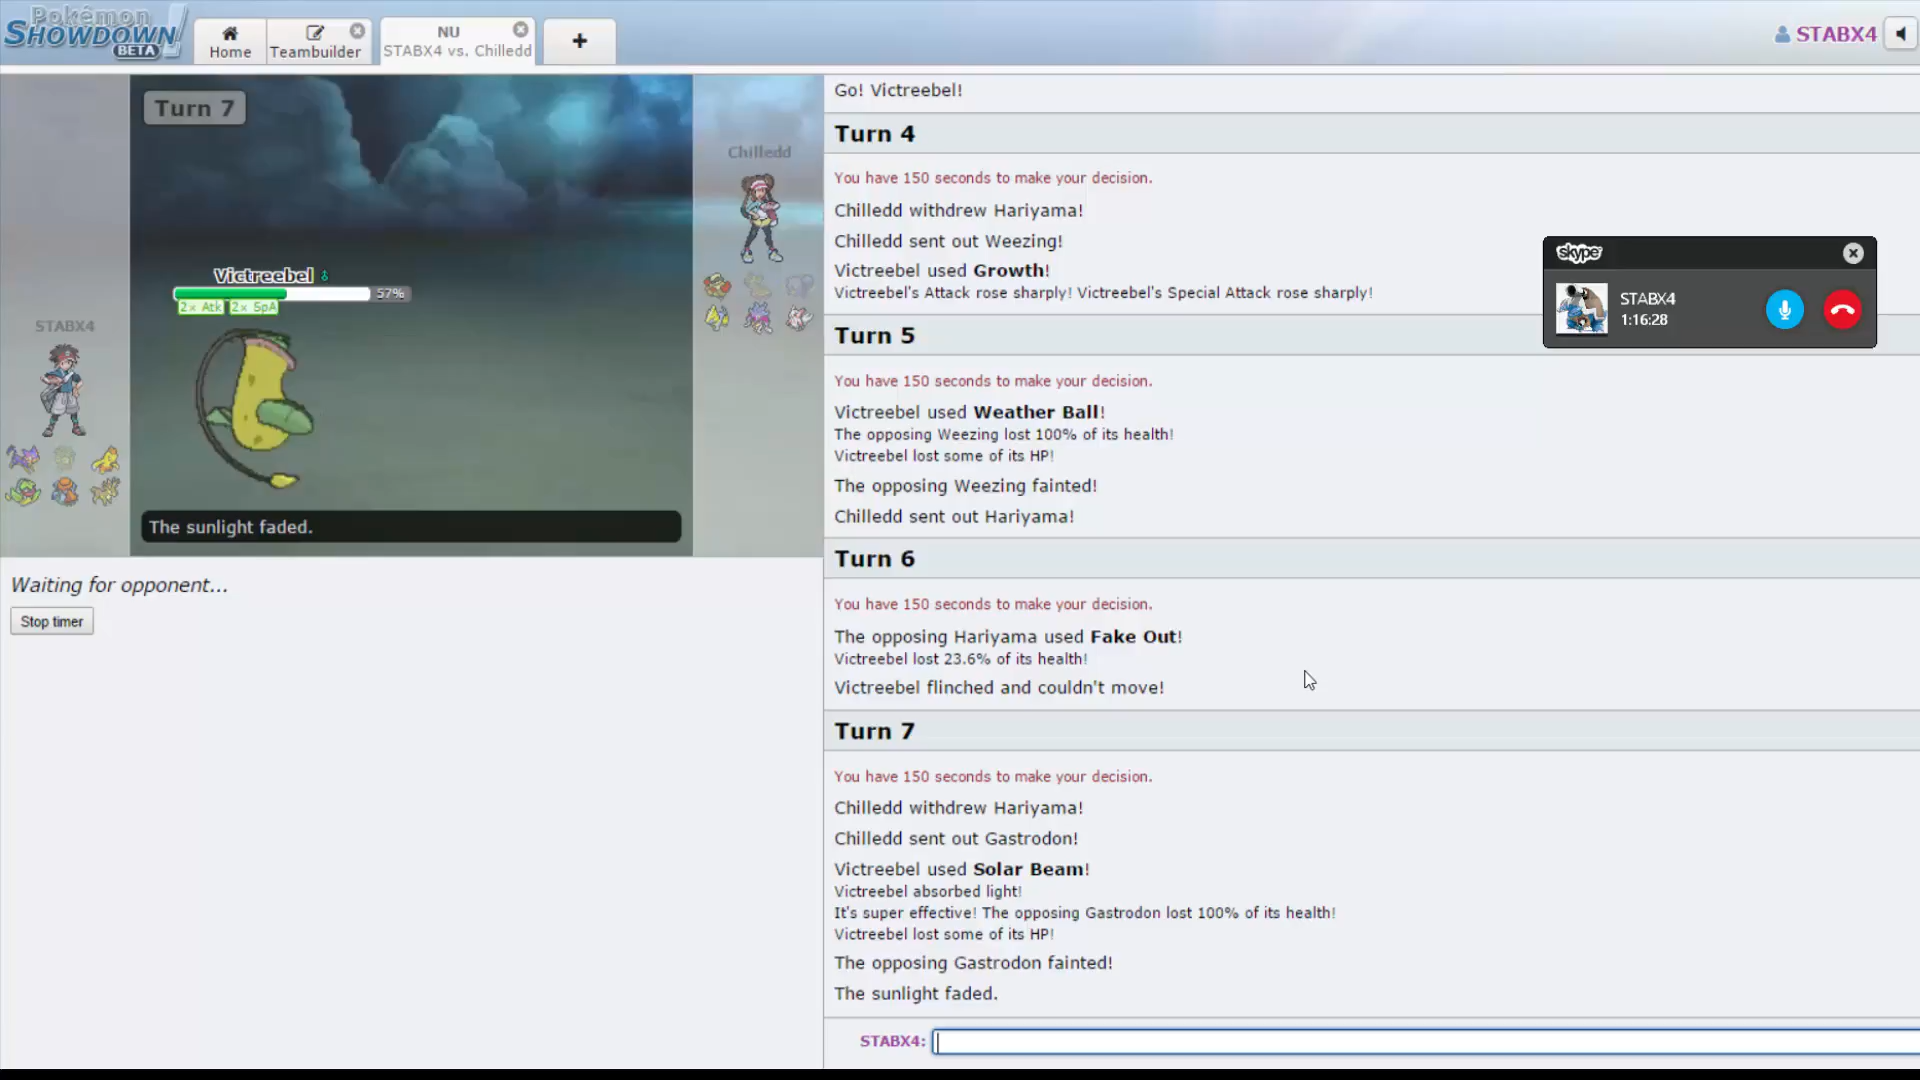 Pokémon
SHOWDOWN!
BETA
Home
Teambuilder
NU
STABX4 vs. Chilledd
+
STABX4
Turn 7
Victreebel
57%
2× Atk 2× SpA
STABX4
Chilledd
The sunlight faded.
Waiting for opponent...
Stop timer
Go! Victreebel!
Turn 4
You have 150 seconds to make your decision.
Chilledd withdrew Hariyama!
Chilledd sent out Weezing!
Victreebel used Growth!
Victreebel's Attack rose sharply! Victreebel's Special Attack rose sharply!
Turn 5
You have 150 seconds to make your decision.
Victreebel used Weather Ball!
The opposing Weezing lost 100% of its health!
Victreebel lost some of its HP!
The opposing Weezing fainted!
Chilledd sent out Hariyama!
Turn 6
You have 150 seconds to make your decision.
The opposing Hariyama used Fake Out!
Victreebel lost 23.6% of its health!
Victreebel flinched and couldn't move!
Turn 7
You have 150 seconds to make your decision.
Chilledd withdrew Hariyama!
Chilledd sent out Gastrodon!
Victreebel used Solar Beam!
Victreebel absorbed light!
It's super effective! The opposing Gastrodon lost 100% of its health!
Victreebel lost some of its HP!
The opposing Gastrodon fainted!
The sunlight faded.
STABX4:
skype
STABX4
1:16:28